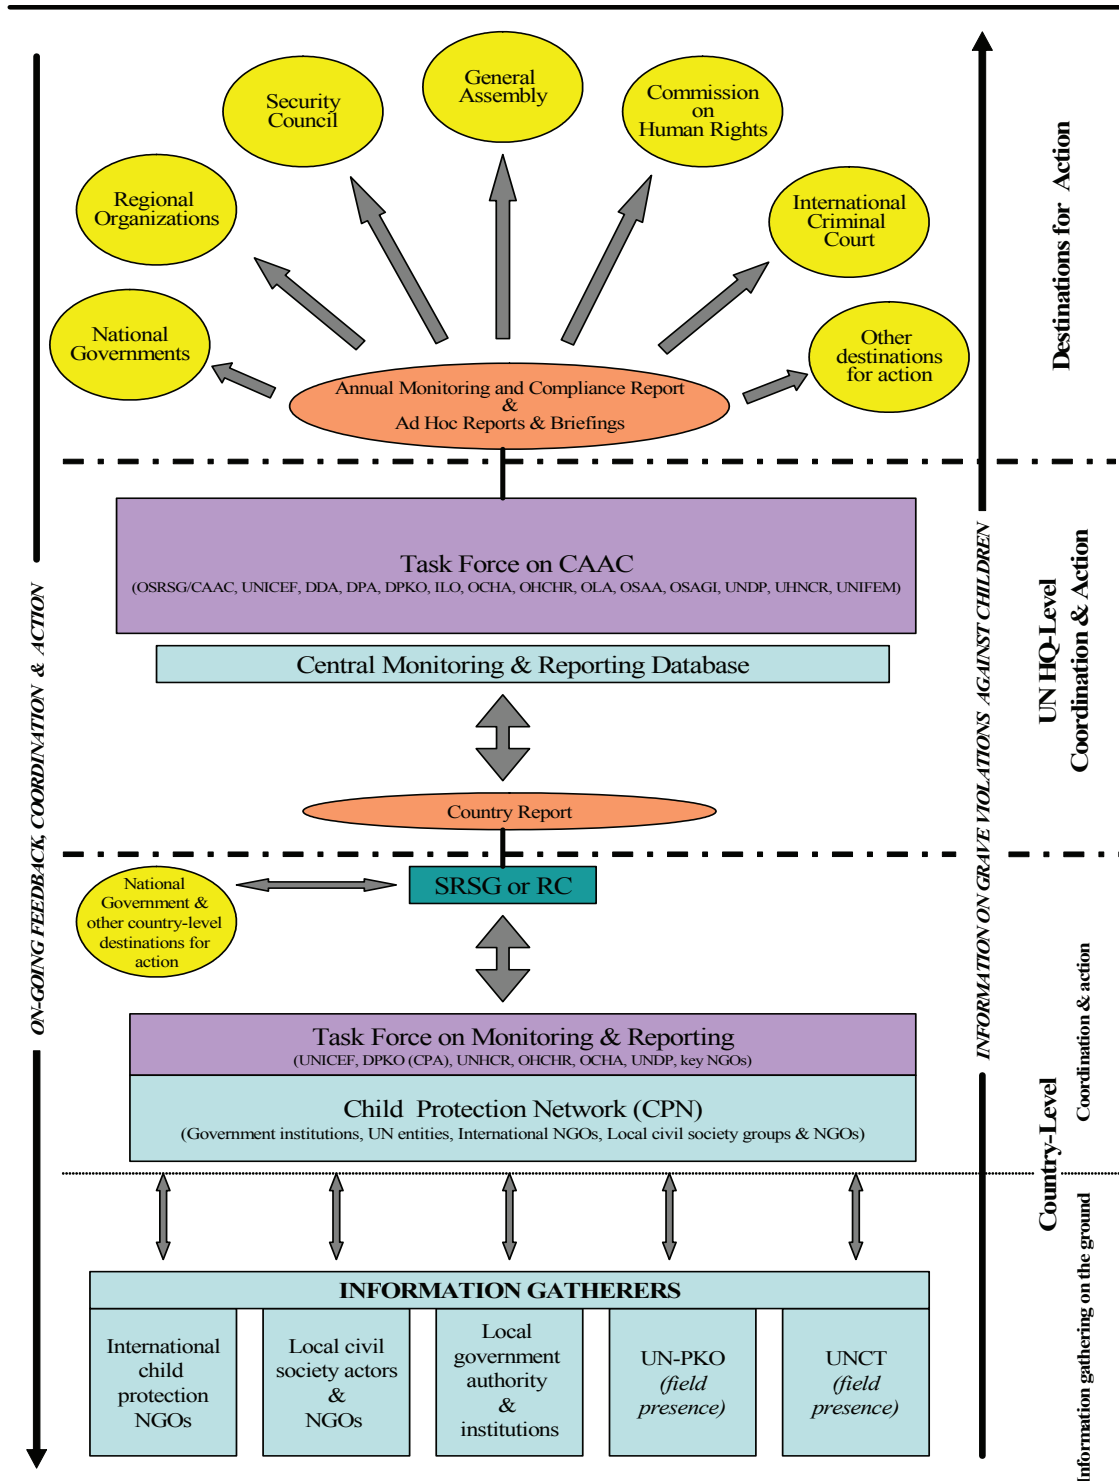 General
Assembly
Security
Council
Commission
on
Human Rights
Regional
Organizations
International
Criminal
Court
National
Governments
Other
destinations
for action
Annual Monitoring and Compliance Report
&
Ad Hoc Reports & Briefings
Destinations for Action
Task Force on CAAC
(OSRSG/CAAC, UNICEF, DDA, DPA, DPKO, ILO, OCHA, OHCHR, OLA, OSAA, OSAGI, UNDP, UHNCR, UNIFEM)
Central Monitoring & Reporting Database
Country Report
UN HQ-Level
Coordination & Action
ON-GOING FEEDBACK, COORDINATION & ACTION
INFORMATION ON GRAVE VIOLATIONS AGAINST CHILDREN
SRSG or RC
National
Government &
other country-level
destinations for
action
Task Force on Monitoring & Reporting
(UNICEF, DPKO (CPA), UNHCR, OHCHR, OCHA, UNDP, key NGOs)
Child Protection Network (CPN)
(Government institutions, UN entities, International NGOs, Local civil society groups & NGOs)
Country-Level
Coordination & action
Information gathering on the ground
INFORMATION GATHERERS
International
child
protection
NGOs
Local civil
society actors
&
NGOs
Local
government
authority
&
institutions
UN-PKO
(field
presence)
UNCT
(field
presence)